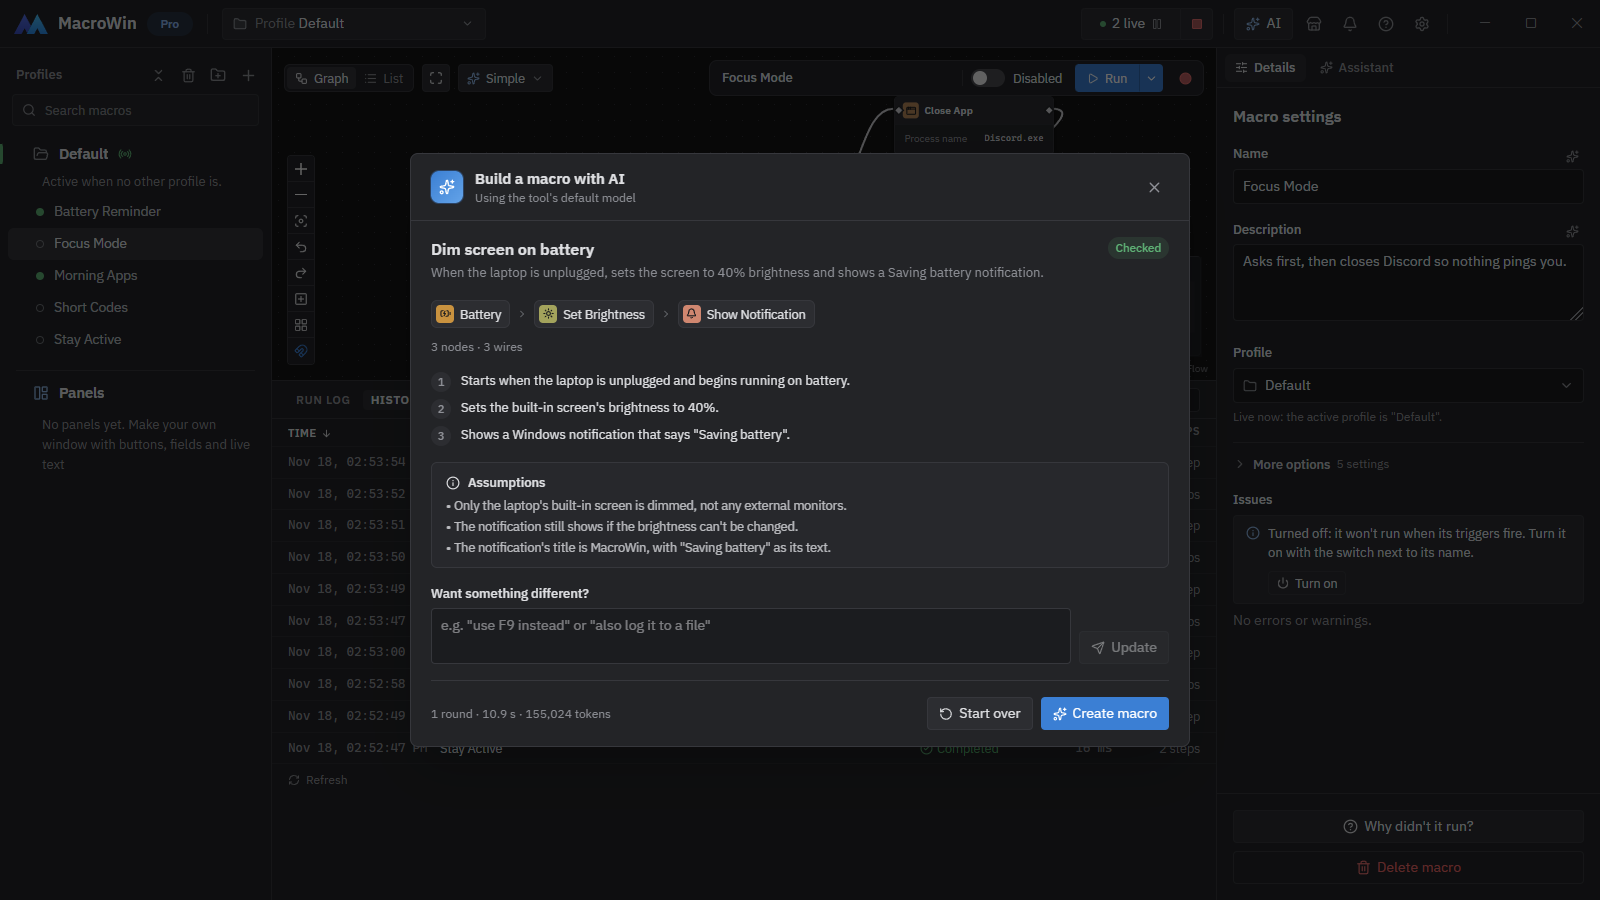 MacroWin
Pro
Profile Default
2 live
AI
Profiles
Search macros
Default
Active when no other profile is.
Battery Reminder
Focus Mode
Morning Apps
Short Codes
Stay Active
Panels
No panels yet. Make your own
window with buttons, fields and live
text
Graph
List
Simple
Focus Mode
Disabled
Run
Close App
Process name
Discord.exe
RUN LOG
HISTO
TIME
Nov 18, 02:53:54
Nov 18, 02:53:52
Nov 18, 02:53:51
Nov 18, 02:53:50
Nov 18, 02:53:49
Nov 18, 02:53:47
Nov 18, 02:53:00
Nov 18, 02:52:58
Nov 18, 02:52:49
Nov 18, 02:52:47 PM
Stay Active
Completed
16 ms
2 steps
Refresh
Build a macro with AI
Using the tool's default model
Dim screen on battery
Checked
When the laptop is unplugged, sets the screen to 40% brightness and shows a Saving battery notification.
Battery
Set Brightness
Show Notification
3 nodes · 3 wires
1 Starts when the laptop is unplugged and begins running on battery.
2 Sets the built-in screen's brightness to 40%.
3 Shows a Windows notification that says "Saving battery".
Assumptions
• Only the laptop's built-in screen is dimmed, not any external monitors.
• The notification still shows if the brightness can't be changed.
• The notification's title is MacroWin, with "Saving battery" as its text.
Want something different?
e.g. "use F9 instead" or "also log it to a file"
Update
1 round · 10.9 s · 155,024 tokens
Start over
Create macro
Details
Assistant
Macro settings
Name
Focus Mode
Description
Asks first, then closes Discord so nothing pings you.
Profile
Default
Live now: the active profile is "Default".
More options 5 settings
Issues
Turned off: it won't run when its triggers fire. Turn it
on with the switch next to its name.
Turn on
No errors or warnings.
Why didn't it run?
Delete macro